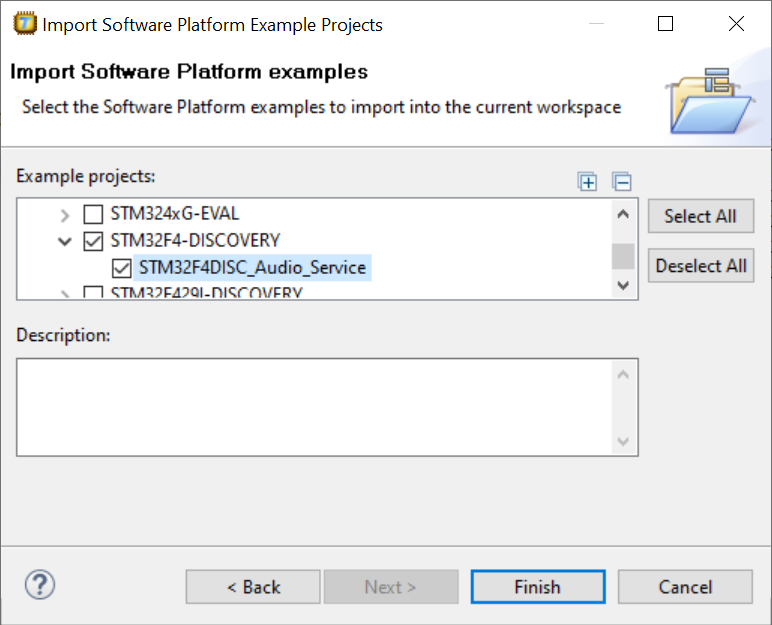 Import Software Platform Example Projects
Import Software Platform examples
Select the Software Platform examples to import into the current workspace
Example projects:
STM324xG-EVAL
Select All
STM32F4-DISCOVERY
STM32F4DISC_Audio_Service
Deselect All
STM32F429I-DISCOVERY
Description:
?
< Back
Next >
Finish
Cancel